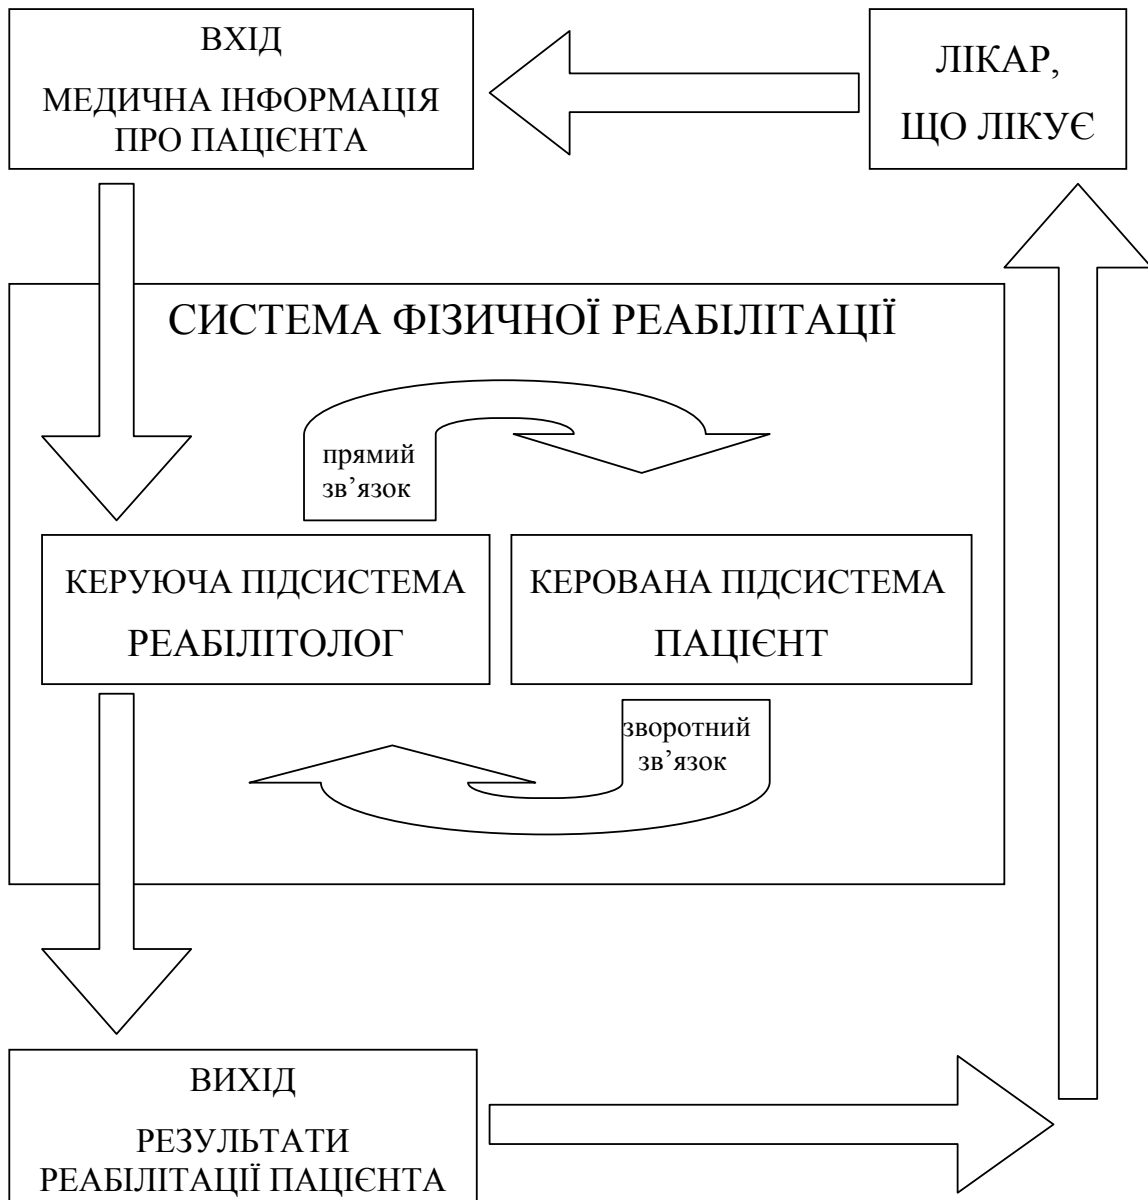 ВХІД
МЕДИЧНА ІНФОРМАЦІЯ
ПРО ПАЦІЄНТА
ЛІКАР,
ЩО ЛІКУЄ
СИСТЕМА ФІЗИЧНОЇ РЕАБІЛІТАЦІЇ
прямий
зв’язок
КЕРУЮЧА ПІДСИСТЕМА
РЕАБІЛІТОЛОГ
КЕРОВАНА ПІДСИСТЕМА
ПАЦІЄНТ
зворотний
зв’язок
ВИХІД
РЕЗУЛЬТАТИ
РЕАБІЛІТАЦІЇ ПАЦІЄНТА